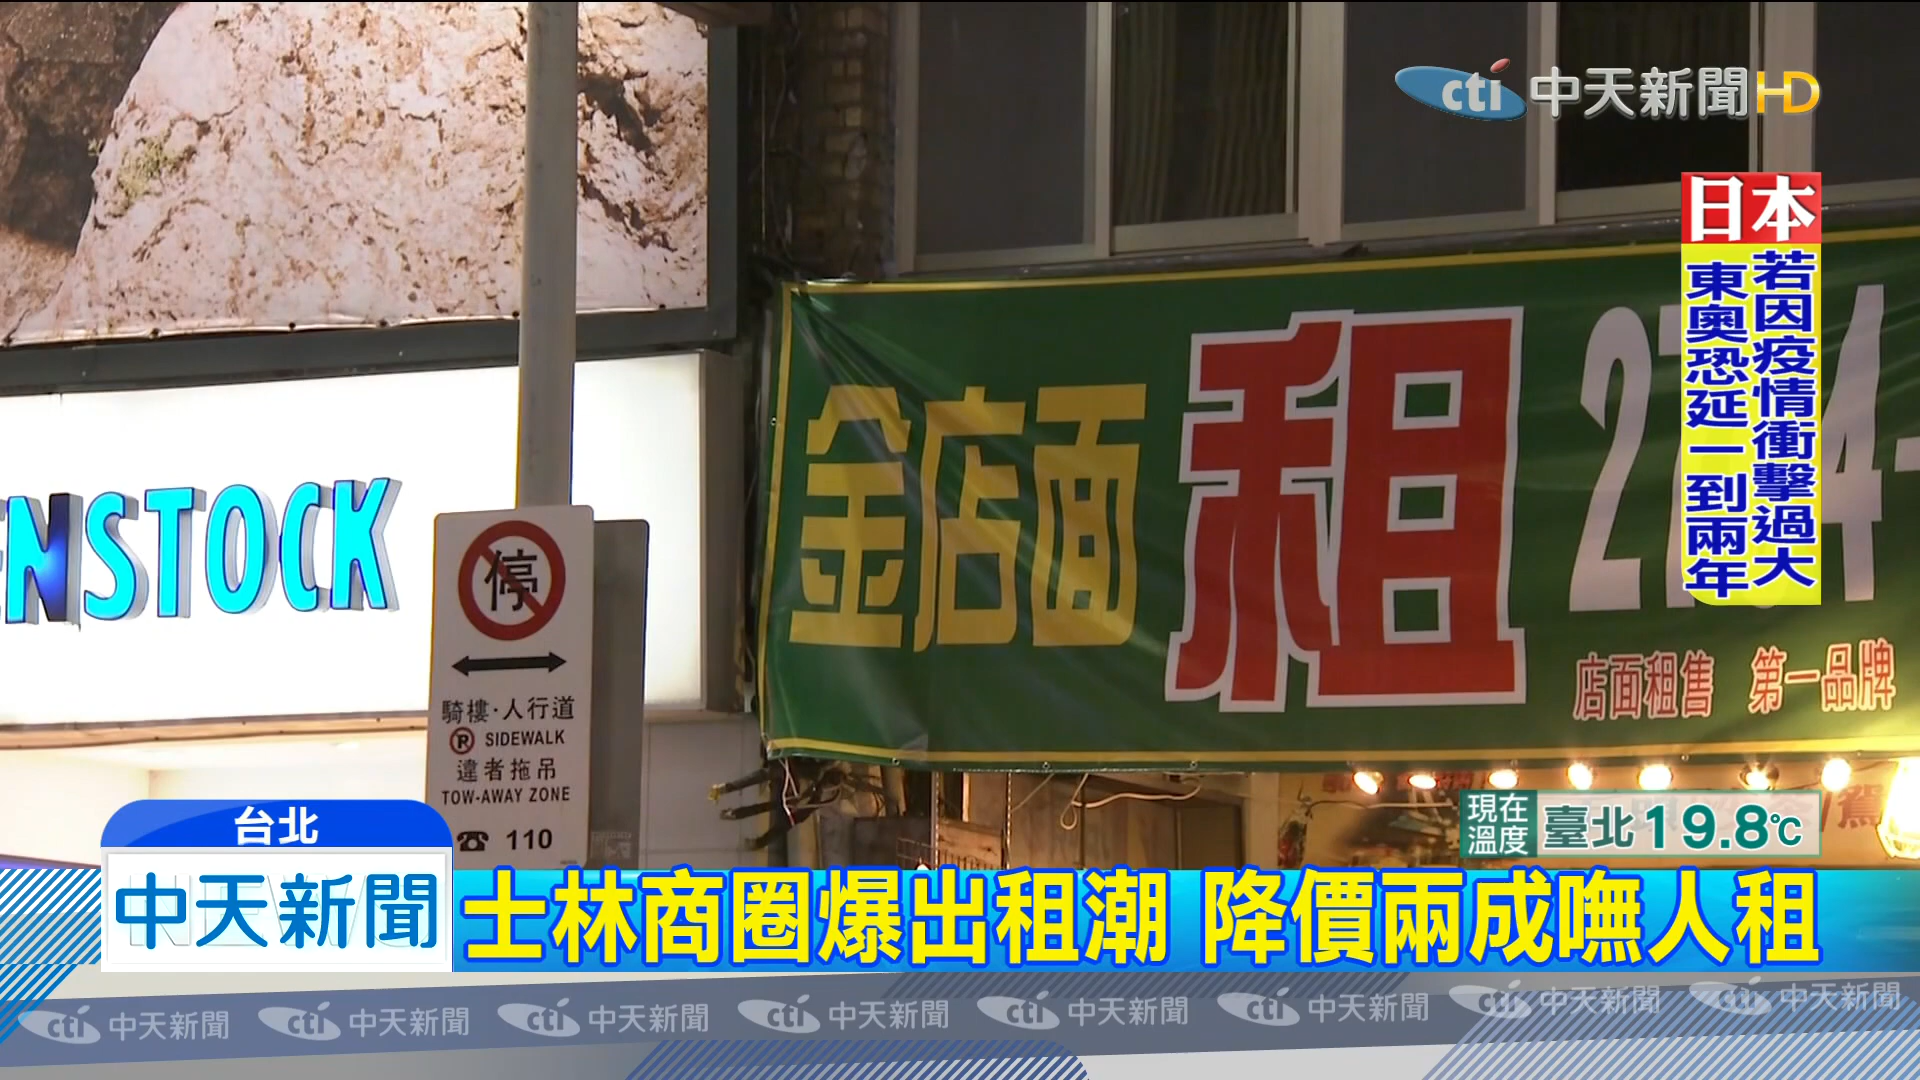 cti 中天新聞HD
日本
若因疫情衝擊過大
東奧恐延一到兩年
ENSTOCK
停
騎樓·人行道
SIDEWALK
違者拖吊
TOW-AWAY ZONE
☎ 110
金店面 租
店面租售 第一品牌
現在溫度 臺北19.8℃
台北
中天新聞
士林商圈爆出租潮 降價兩成嘸人租
cti 中天新聞 cti 中天新聞 cti 中天新聞 cti 中天新聞 cti 中天新聞 cti 中天新聞 cti 中天新聞 cti 中天新聞